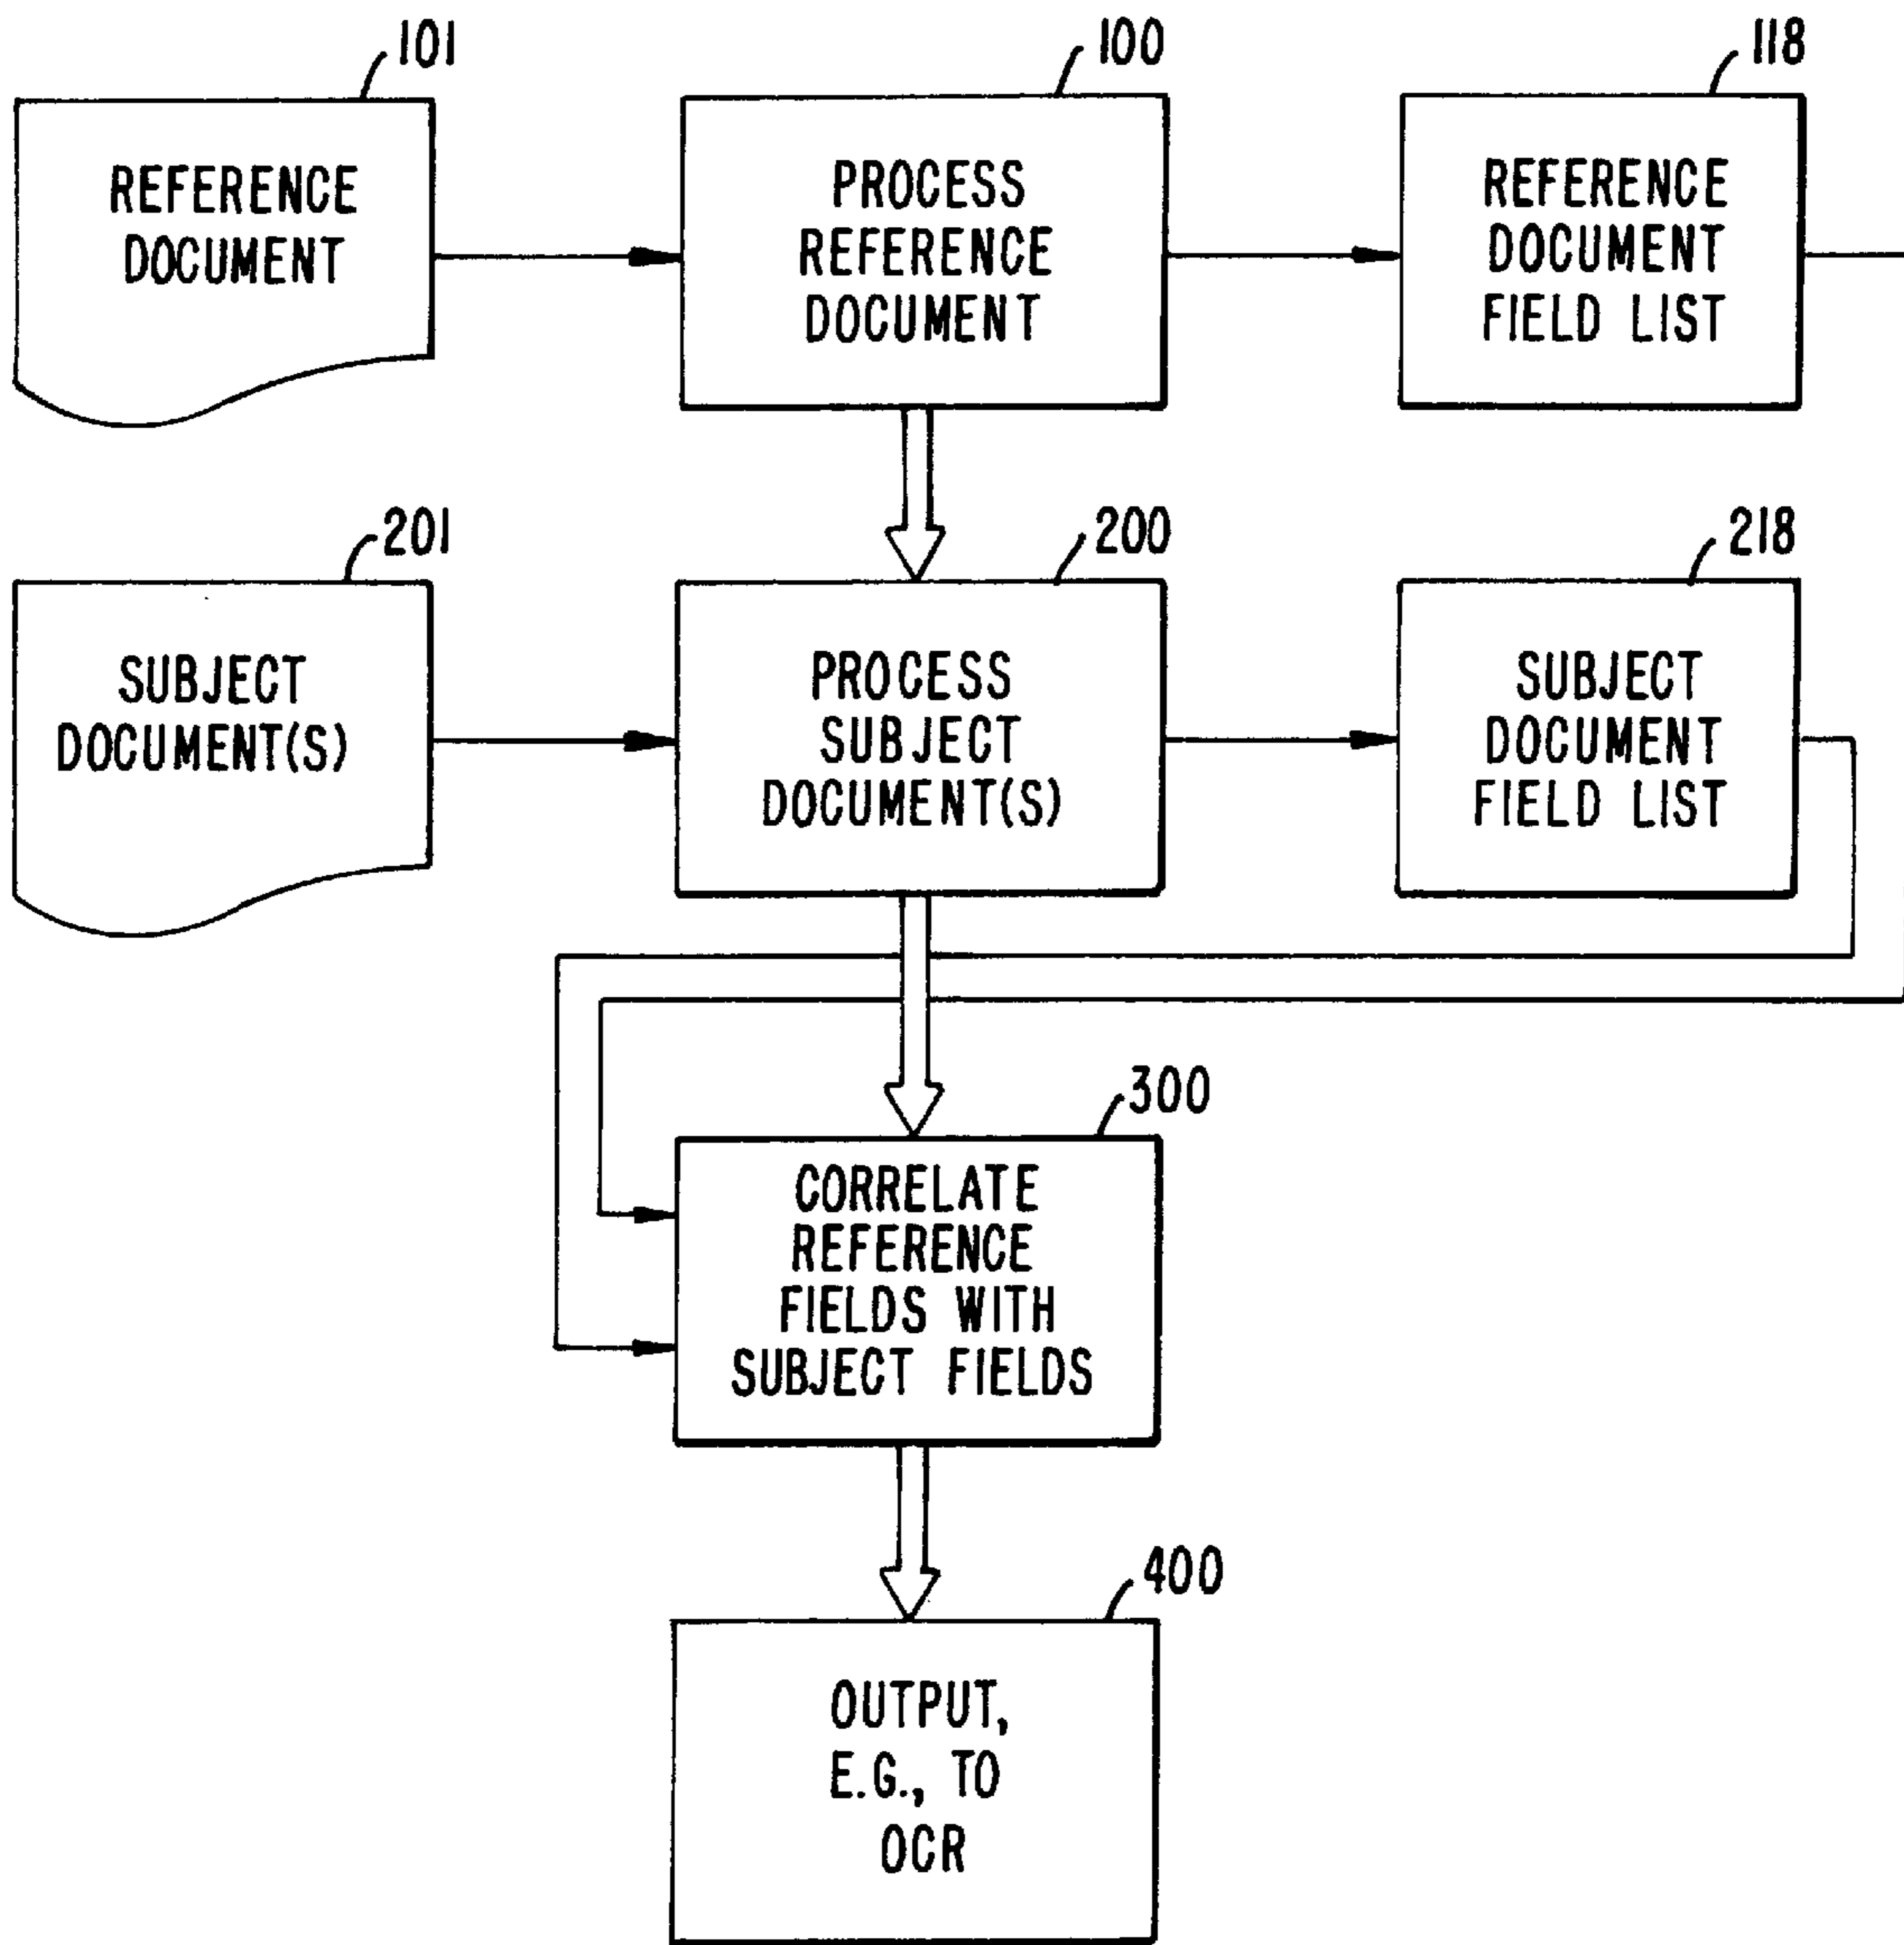 101
REFERENCE
DOCUMENT
100
PROCESS
REFERENCE
DOCUMENT
118
REFERENCE
DOCUMENT
FIELD LIST
201
SUBJECT
DOCUMENT(S)
200
PROCESS
SUBJECT
DOCUMENT(S)
218
SUBJECT
DOCUMENT
FIELD LIST
300
CORRELATE
REFERENCE
FIELDS WITH
SUBJECT FIELDS
400
OUTPUT,
E.G., TO
OCR